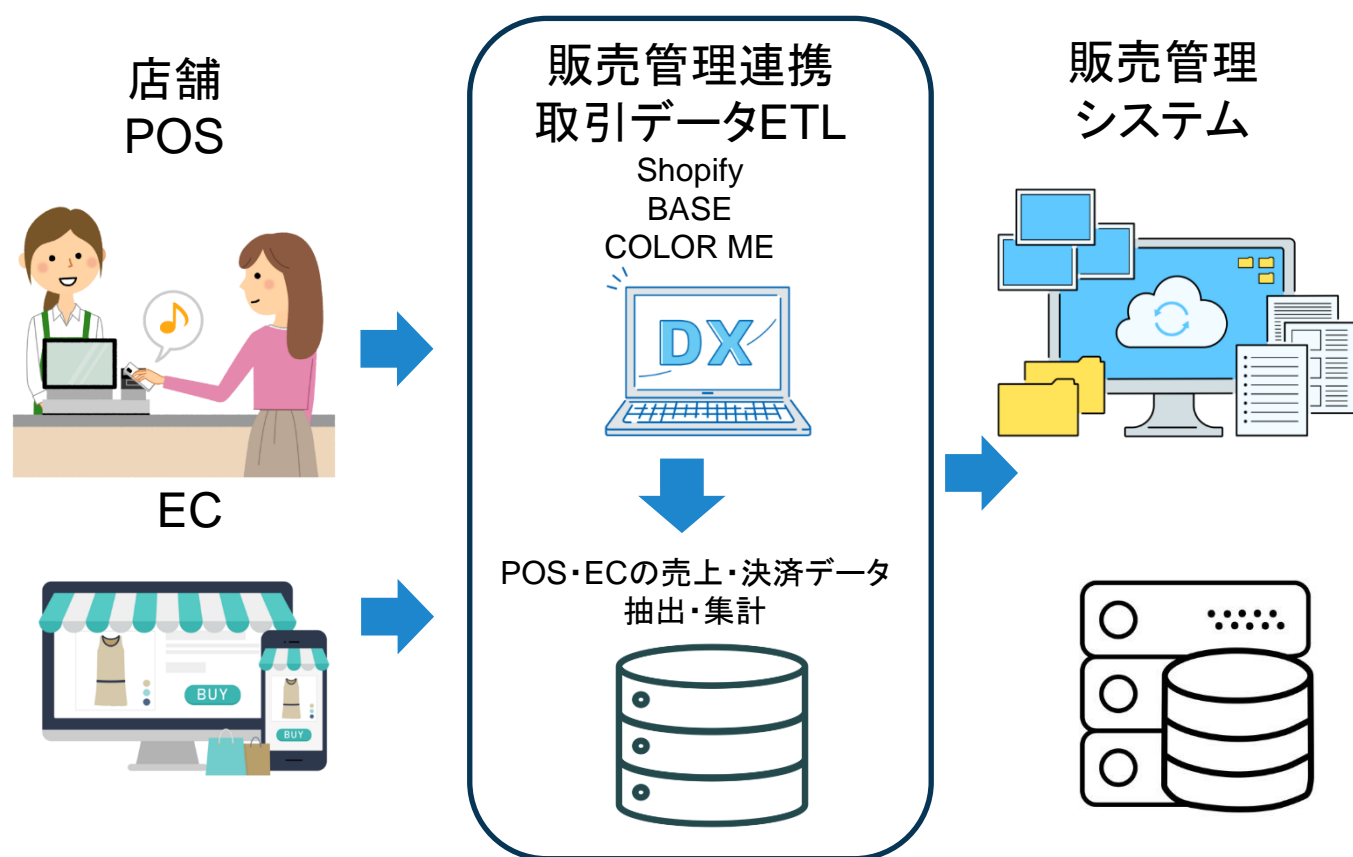 店舗
POS
EC
BUY
BUY
販売管理連携
取引データETL
Shopify
BASE
COLOR ME
DX
POS・ECの売上・決済データ
抽出・集計
販売管理
システム